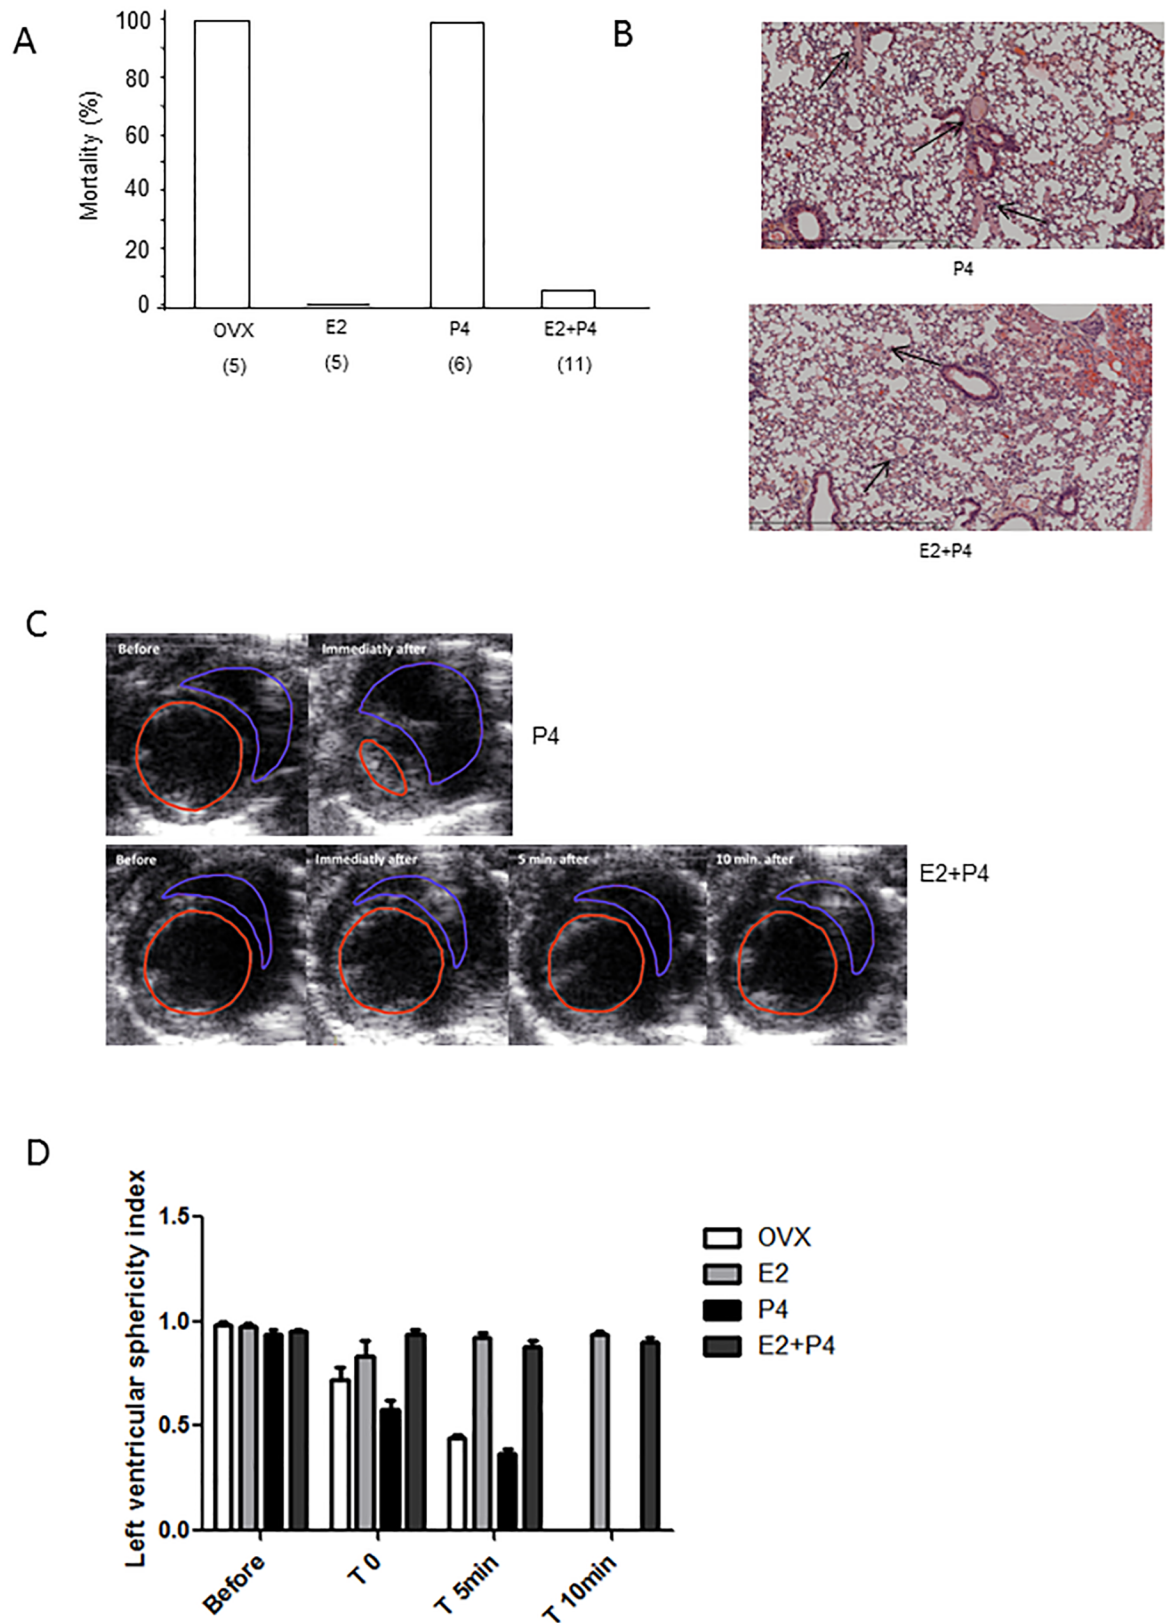 A
B
Mortality (%)
100
80
60
40
20
0
OVX
E2
P4
E2+P4
(5)
(5)
(6)
(11)
P4
E2+P4
C
Before
Immediatly after
P4
Before
Immediatly after
5 min. after
10 min. after
E2+P4
D
Left ventricular sphericity index
1.5
1.0
0.5
0.0
Before
T 0
T 5min
T 10min
OVX
E2
P4
E2+P4